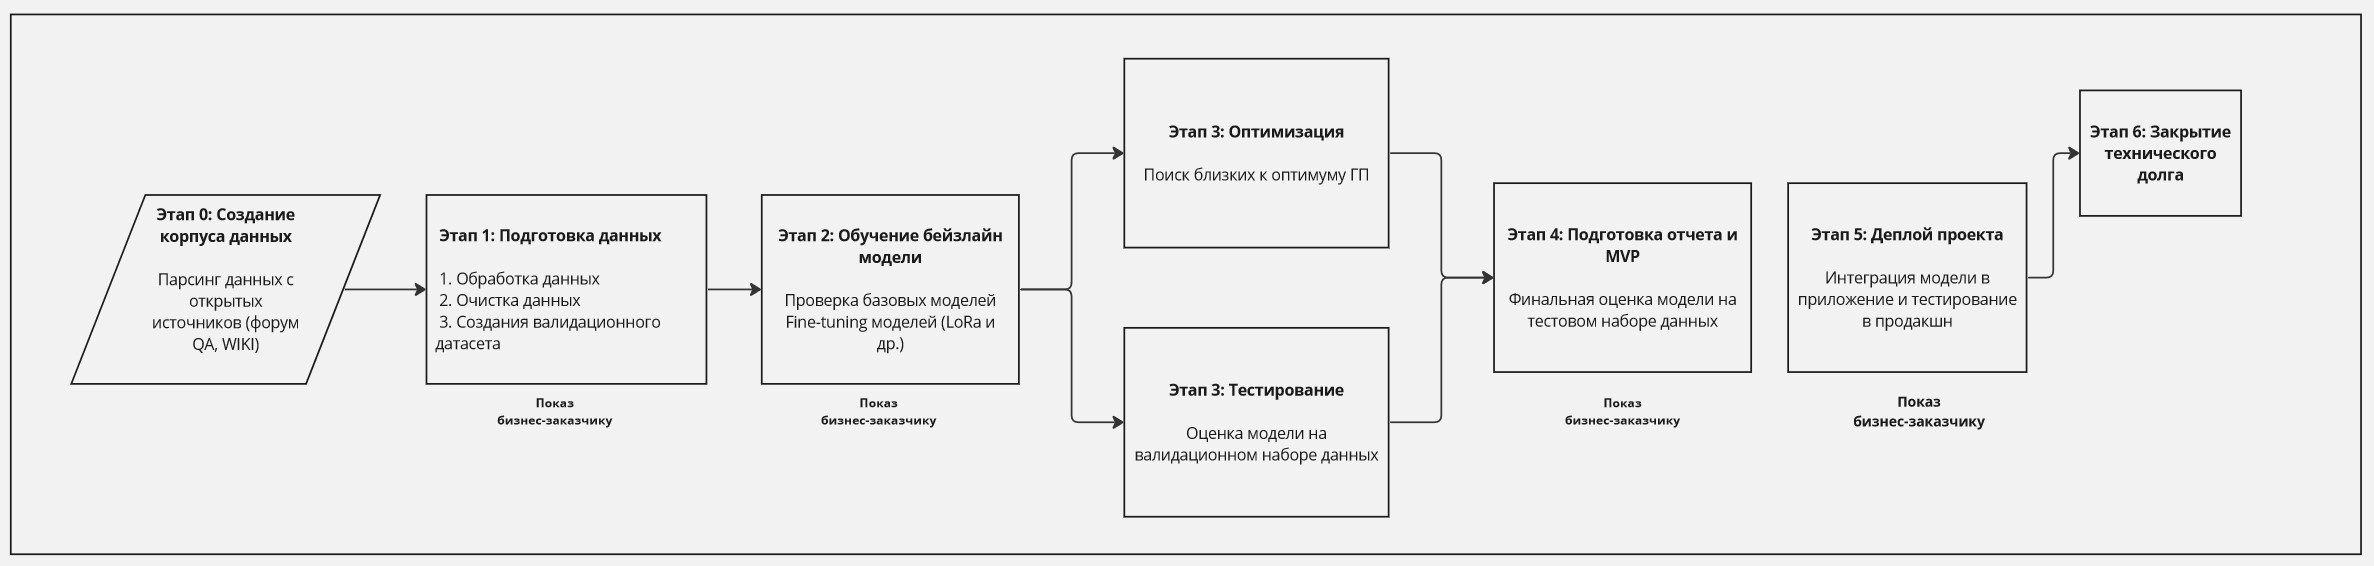 Этап 0: Создание
корпуса данных
Парсинг данных с
открытых
источников (форум
QA, WIKI)
Этап 1: Подготовка данных
1. Обработка данных
2. Очистка данных
3. Создания валидационного
датасета
Показ
бизнес-заказчику
Этап 2: Обучение бейзлайн
модели
Проверка базовых моделей
Fine-tuning моделей (LoRa и
др.)
Показ
бизнес-заказчику
Этап 3: Оптимизация
Поиск близких к оптимуму ГП
Этап 3: Тестирование
Оценка модели на
валидационном наборе данных
Этап 4: Подготовка отчета и
MVP
Финальная оценка модели на
тестовом наборе данных
Показ
бизнес-заказчику
Этап 5: Деплой проекта
Интеграция модели в
приложение и тестирование
в продакшн
Показ
бизнес-заказчику
Этап 6: Закрытие
технического
долга